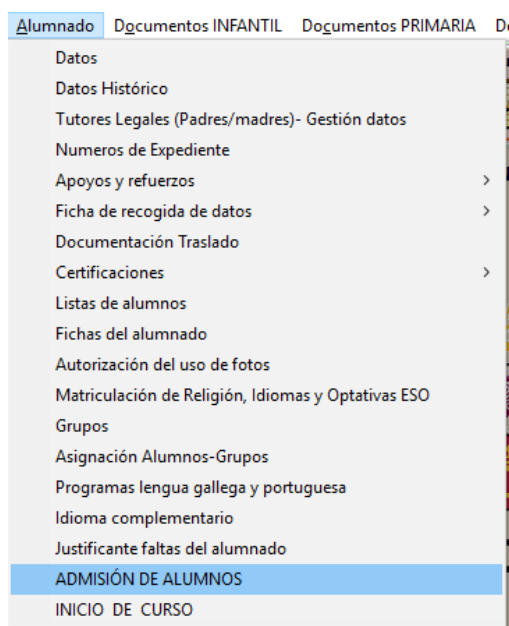 Alumnado Documentos INFANTIL Documentos PRIMARIA
Datos
Datos Histórico
Tutores Legales (Padres/madres)- Gestión datos
Numeros de Expediente
Apoyos y refuerzos
Ficha de recogida de datos
Documentación Traslado
Certificaciones
Listas de alumnos
Fichas del alumnado
Autorización del uso de fotos
Matriculación de Religión, Idiomas y Optativas ESO
Grupos
Asignación Alumnos-Grupos
Programas lengua gallega y portuguesa
Idioma complementario
Justificante faltas del alumnado
ADMISIÓN DE ALUMNOS
INICIO DE CURSO